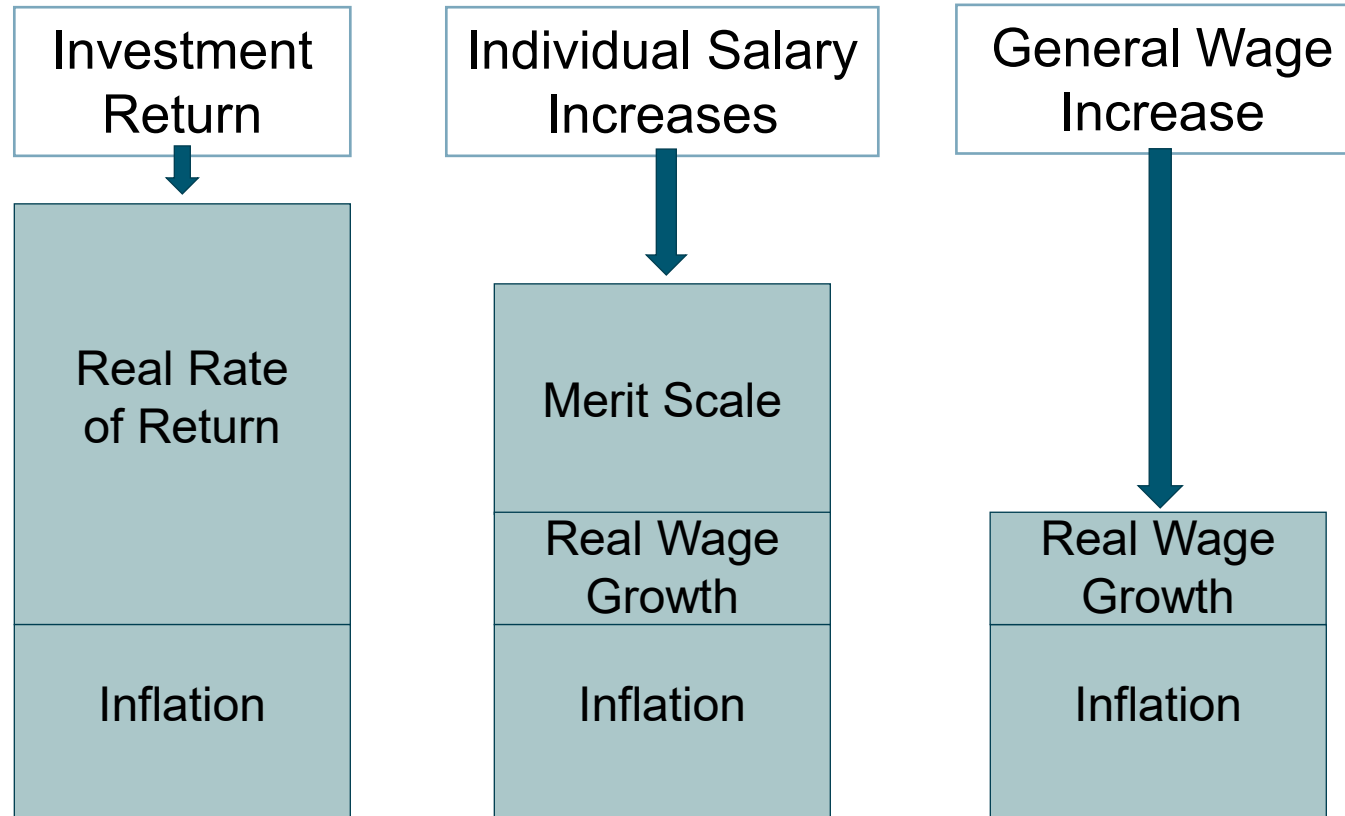 Investment
Return
Individual Salary
Increases
General Wage
Increase
Real Rate
of Return
Inflation
Merit Scale
Real Wage
Growth
Inflation
Real Wage
Growth
Inflation